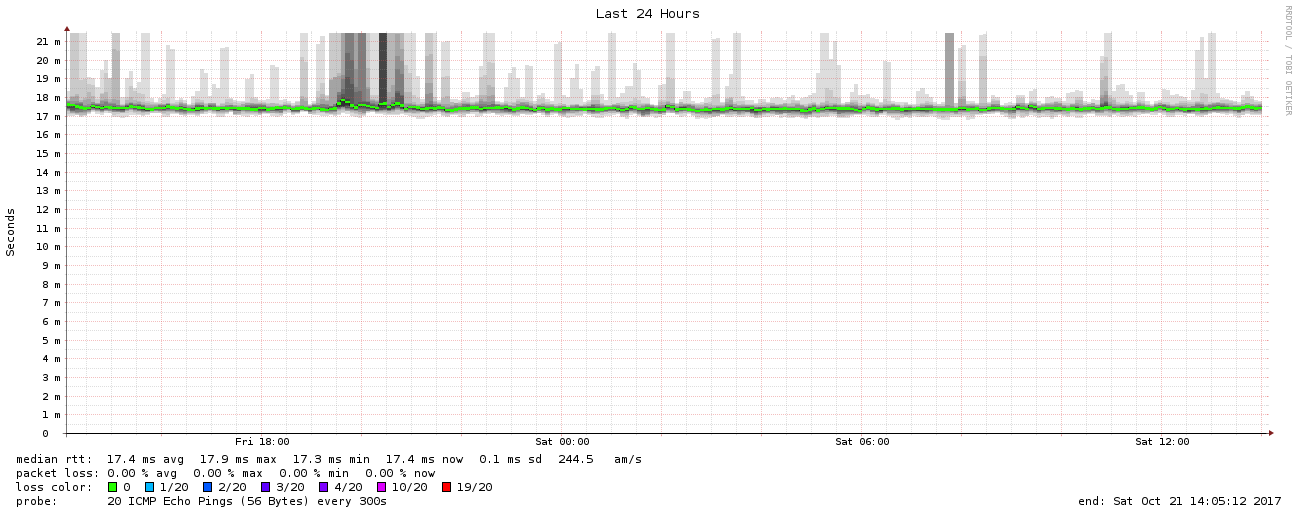 Last 24 Hours
RRDTOOL / TOBI OETIKER
Seconds
21 m
20 m
19 m
18 m
17 m
16 m
15 m
14 m
13 m
12 m
11 m
10 m
9 m
8 m
7 m
6 m
5 m
4 m
3 m
2 m
1 m
0
Fri 18:00 Sat 00:00 Sat 06:00 Sat 12:00
median rtt: 17.4 ms avg 17.9 ms max 17.3 ms min 17.4 ms now 0.1 ms sd 244.5 am/s
packet loss: 0.00 % avg 0.00 % max 0.00 % min 0.00 % now
loss color: 0 1/20 2/20 3/20 4/20 10/20 19/20
probe: 20 ICMP Echo Pings (56 Bytes) every 300s end: Sat Oct 21 14:05:12 2017